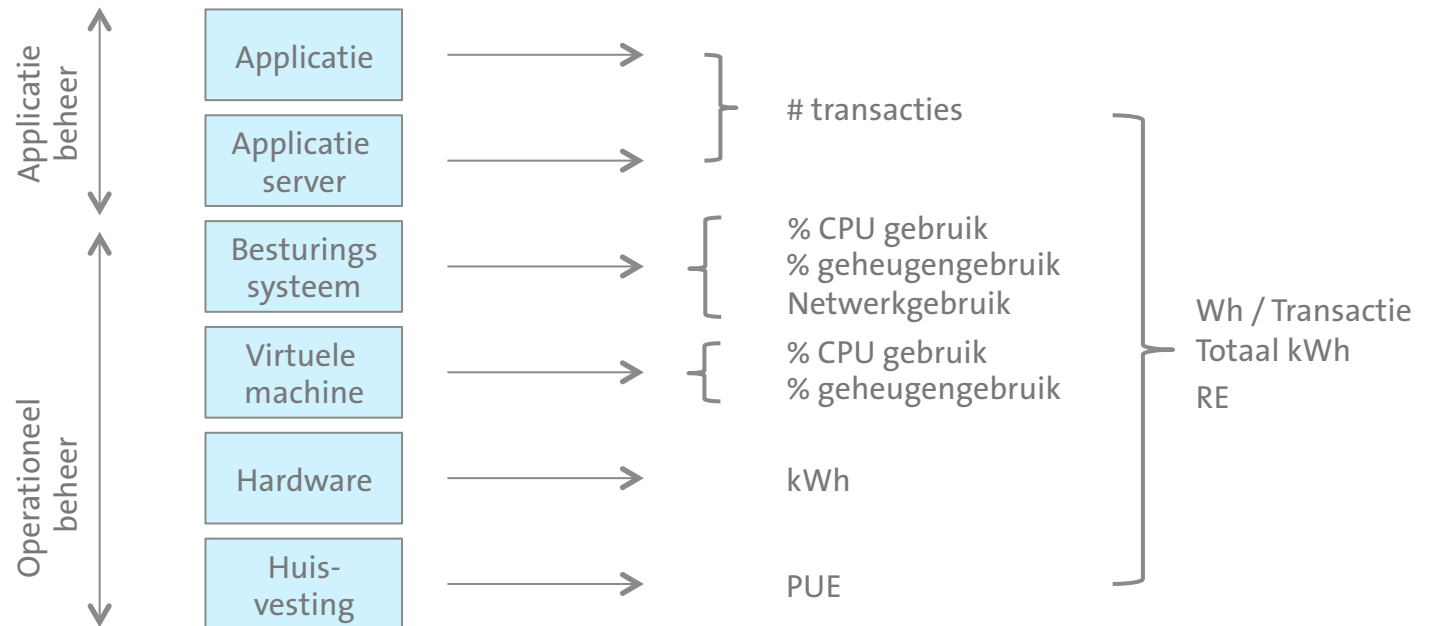 Applicatie
beheer
Applicatie
# transacties
Applicatie
server
Operationeel
beheer
Besturings
systeem
% CPU gebruik
% geheugengebruik
Netwerkgebruik
Virtuele
machine
% CPU gebruik
% geheugengebruik
Hardware
kWh
Huis-
vesting
PUE
Wh / Transactie
Totaal kWh
RE